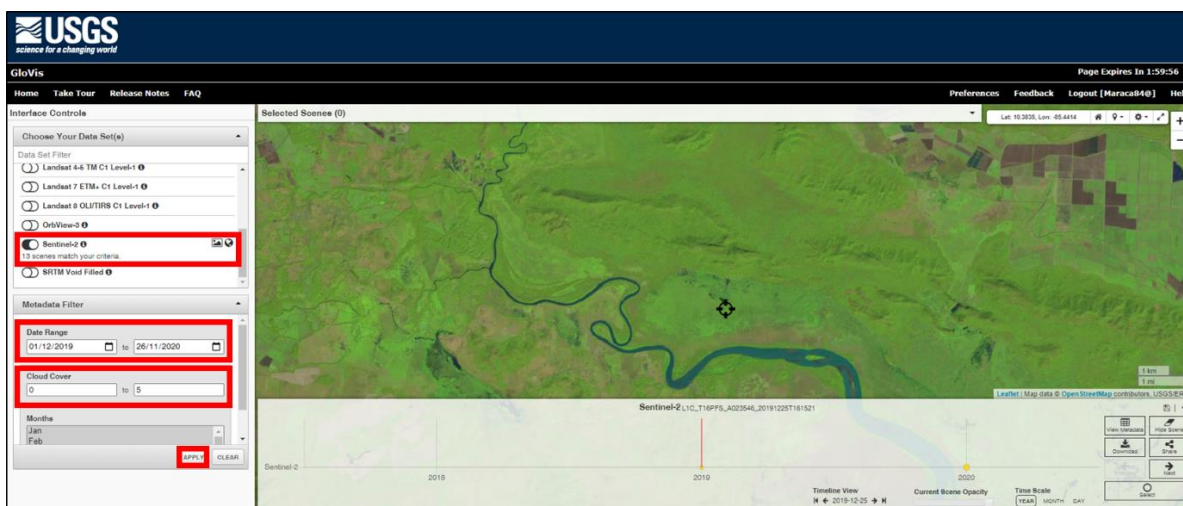 USGS
science for a changing world
GloVis
Page Expires In 1:59:56
Home Take Tour Release Notes FAQ
Preferences Feedback Logout [Maraca84@] Hel
Interface Controls
Selected Scenes (0)
Lat: 10.3835, Lon: -85.4414
Choose Your Data Set(s)
Data Set Filter
Landsat 4-5 TM C1 Level-1
Landsat 7 ETM+ C1 Level-1
Landsat 8 OLI/TIRS C1 Level-1
OrbView-3
Sentinel-2
13 scenes match your criteria.
SRTM Void Filled
Metadata Filter
Date Range
01/12/2019 to 26/11/2020
Cloud Cover
0 to 5
Months
Jan
Feb
APPLY CLEAR
1 km
1 mi
Leaflet | Map data © OpenStreetMap contributors, USGS/ER
Sentinel-2 L1C_T16PFS_A023546_20191225T161521
View Metadata Hide Scene
Download Share
Next
Select
Sentinel-2
2018 2019 2020
Timeline View
2019-12-25
Current Scene Opacity
Time Scale
YEAR MONTH DAY